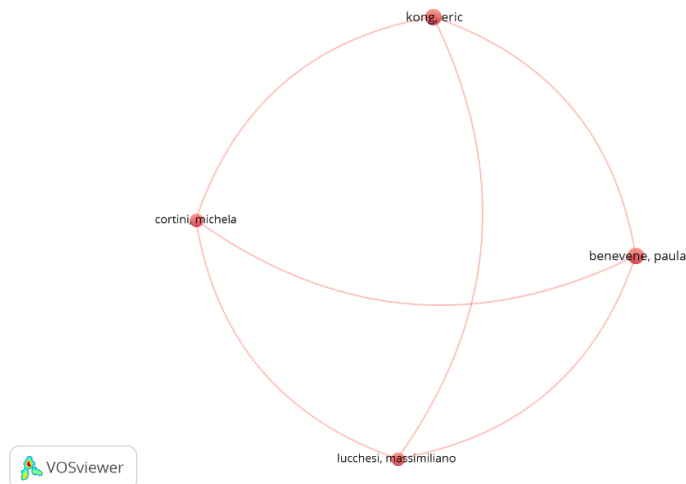 kong, eric
cortini, michela
benevene, paula
lucchesi, massimiliano
VOSviewer